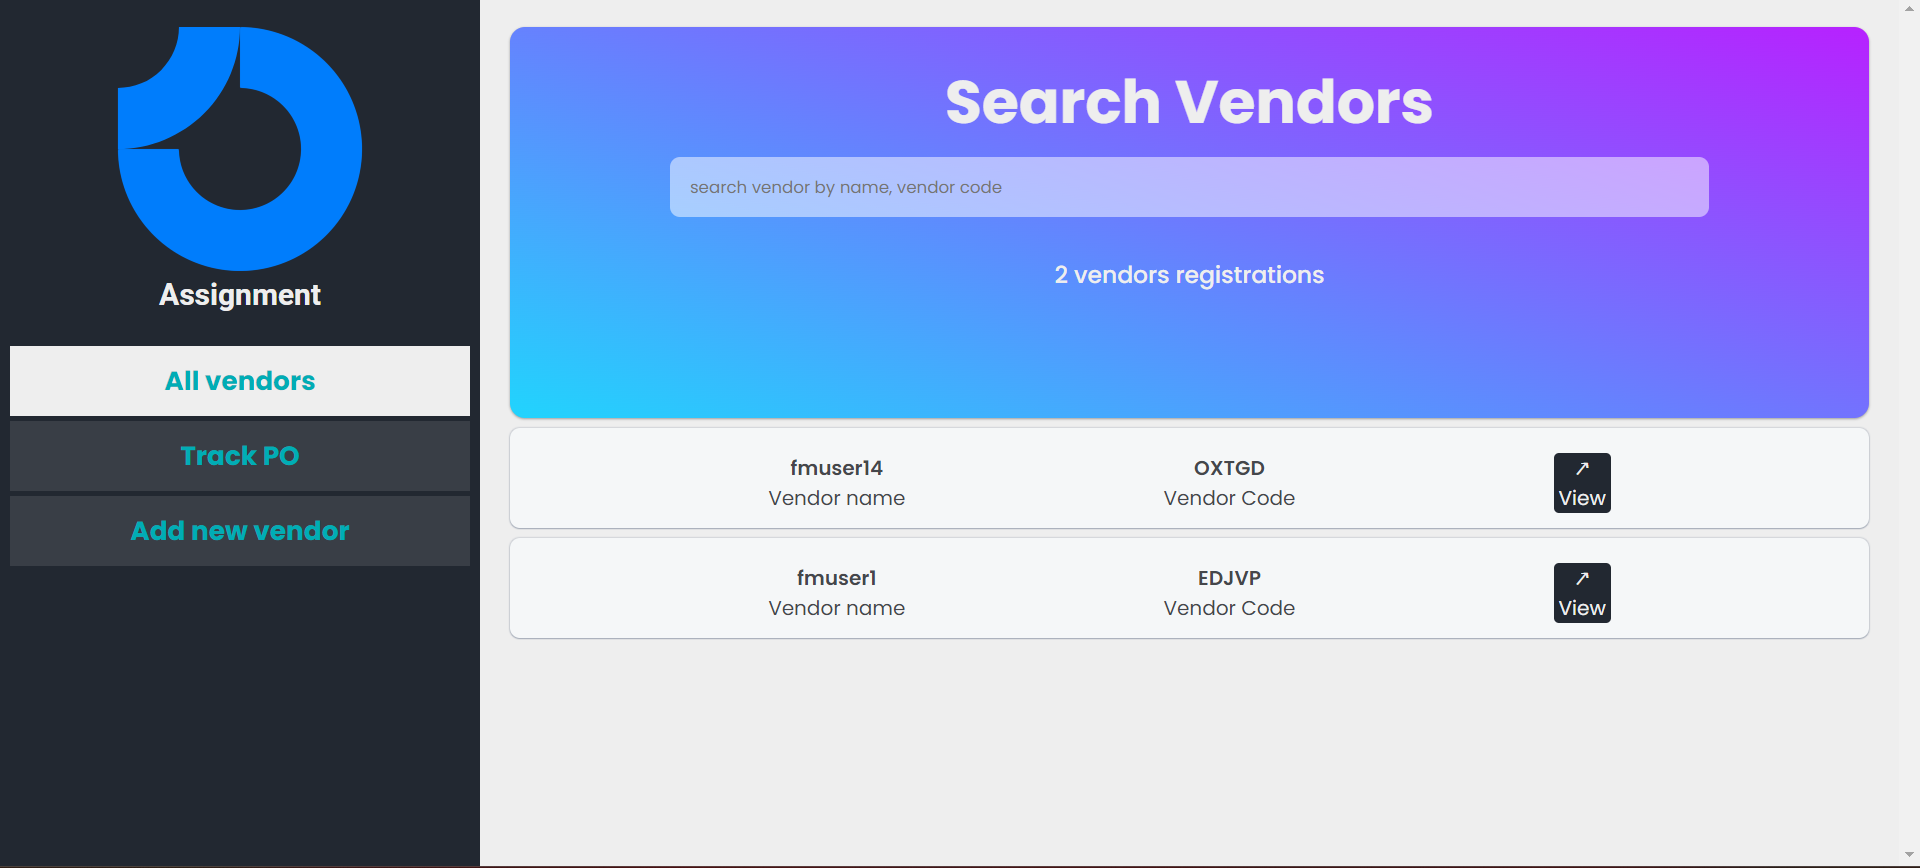 Assignment
All vendors
Track PO
Add new vendor
Search Vendors
search vendor by name, vendor code
2 vendors registrations
fmuser14
Vendor name
OXTGD
Vendor Code
↗
View
fmuser1
Vendor name
EDJVP
Vendor Code
↗
View